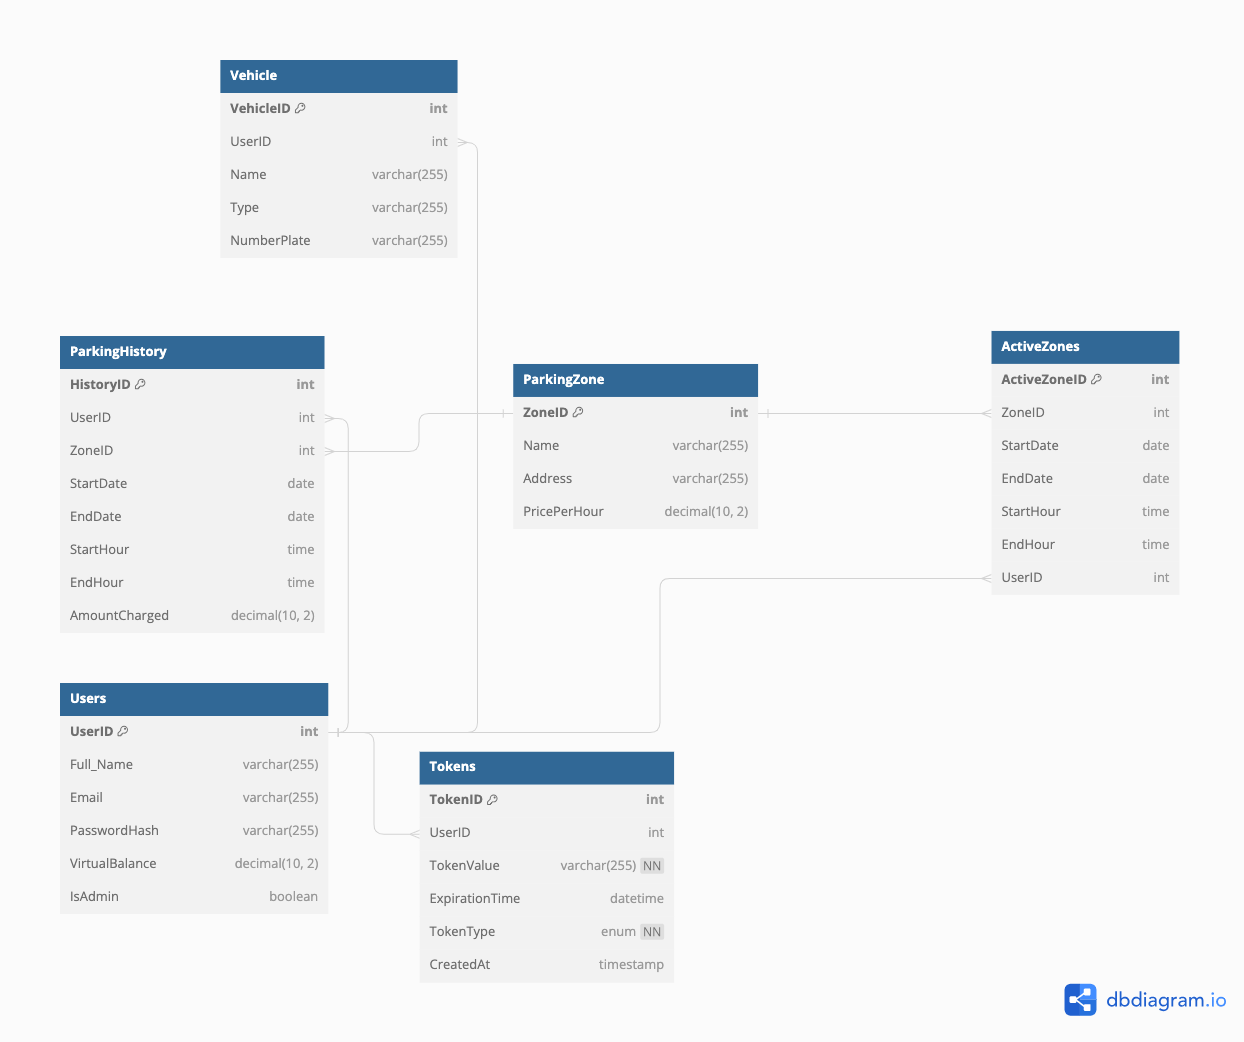 Vehicle
VehicleID int
UserID int
Name varchar(255)
Type varchar(255)
NumberPlate varchar(255)
ParkingHistory
HistoryID int
UserID int
ZoneID int
StartDate date
EndDate date
StartHour time
EndHour time
AmountCharged decimal(10, 2)
ParkingZone
ZoneID int
Name varchar(255)
Address varchar(255)
PricePerHour decimal(10, 2)
ActiveZones
ActiveZoneID int
ZoneID int
StartDate date
EndDate date
StartHour time
EndHour time
UserID int
Users
UserID int
Full_Name varchar(255)
Email varchar(255)
PasswordHash varchar(255)
VirtualBalance decimal(10, 2)
IsAdmin boolean
Tokens
TokenID int
UserID int
TokenValue varchar(255) NN
ExpirationTime datetime
TokenType enum NN
CreatedAt timestamp
dbdiagram.io